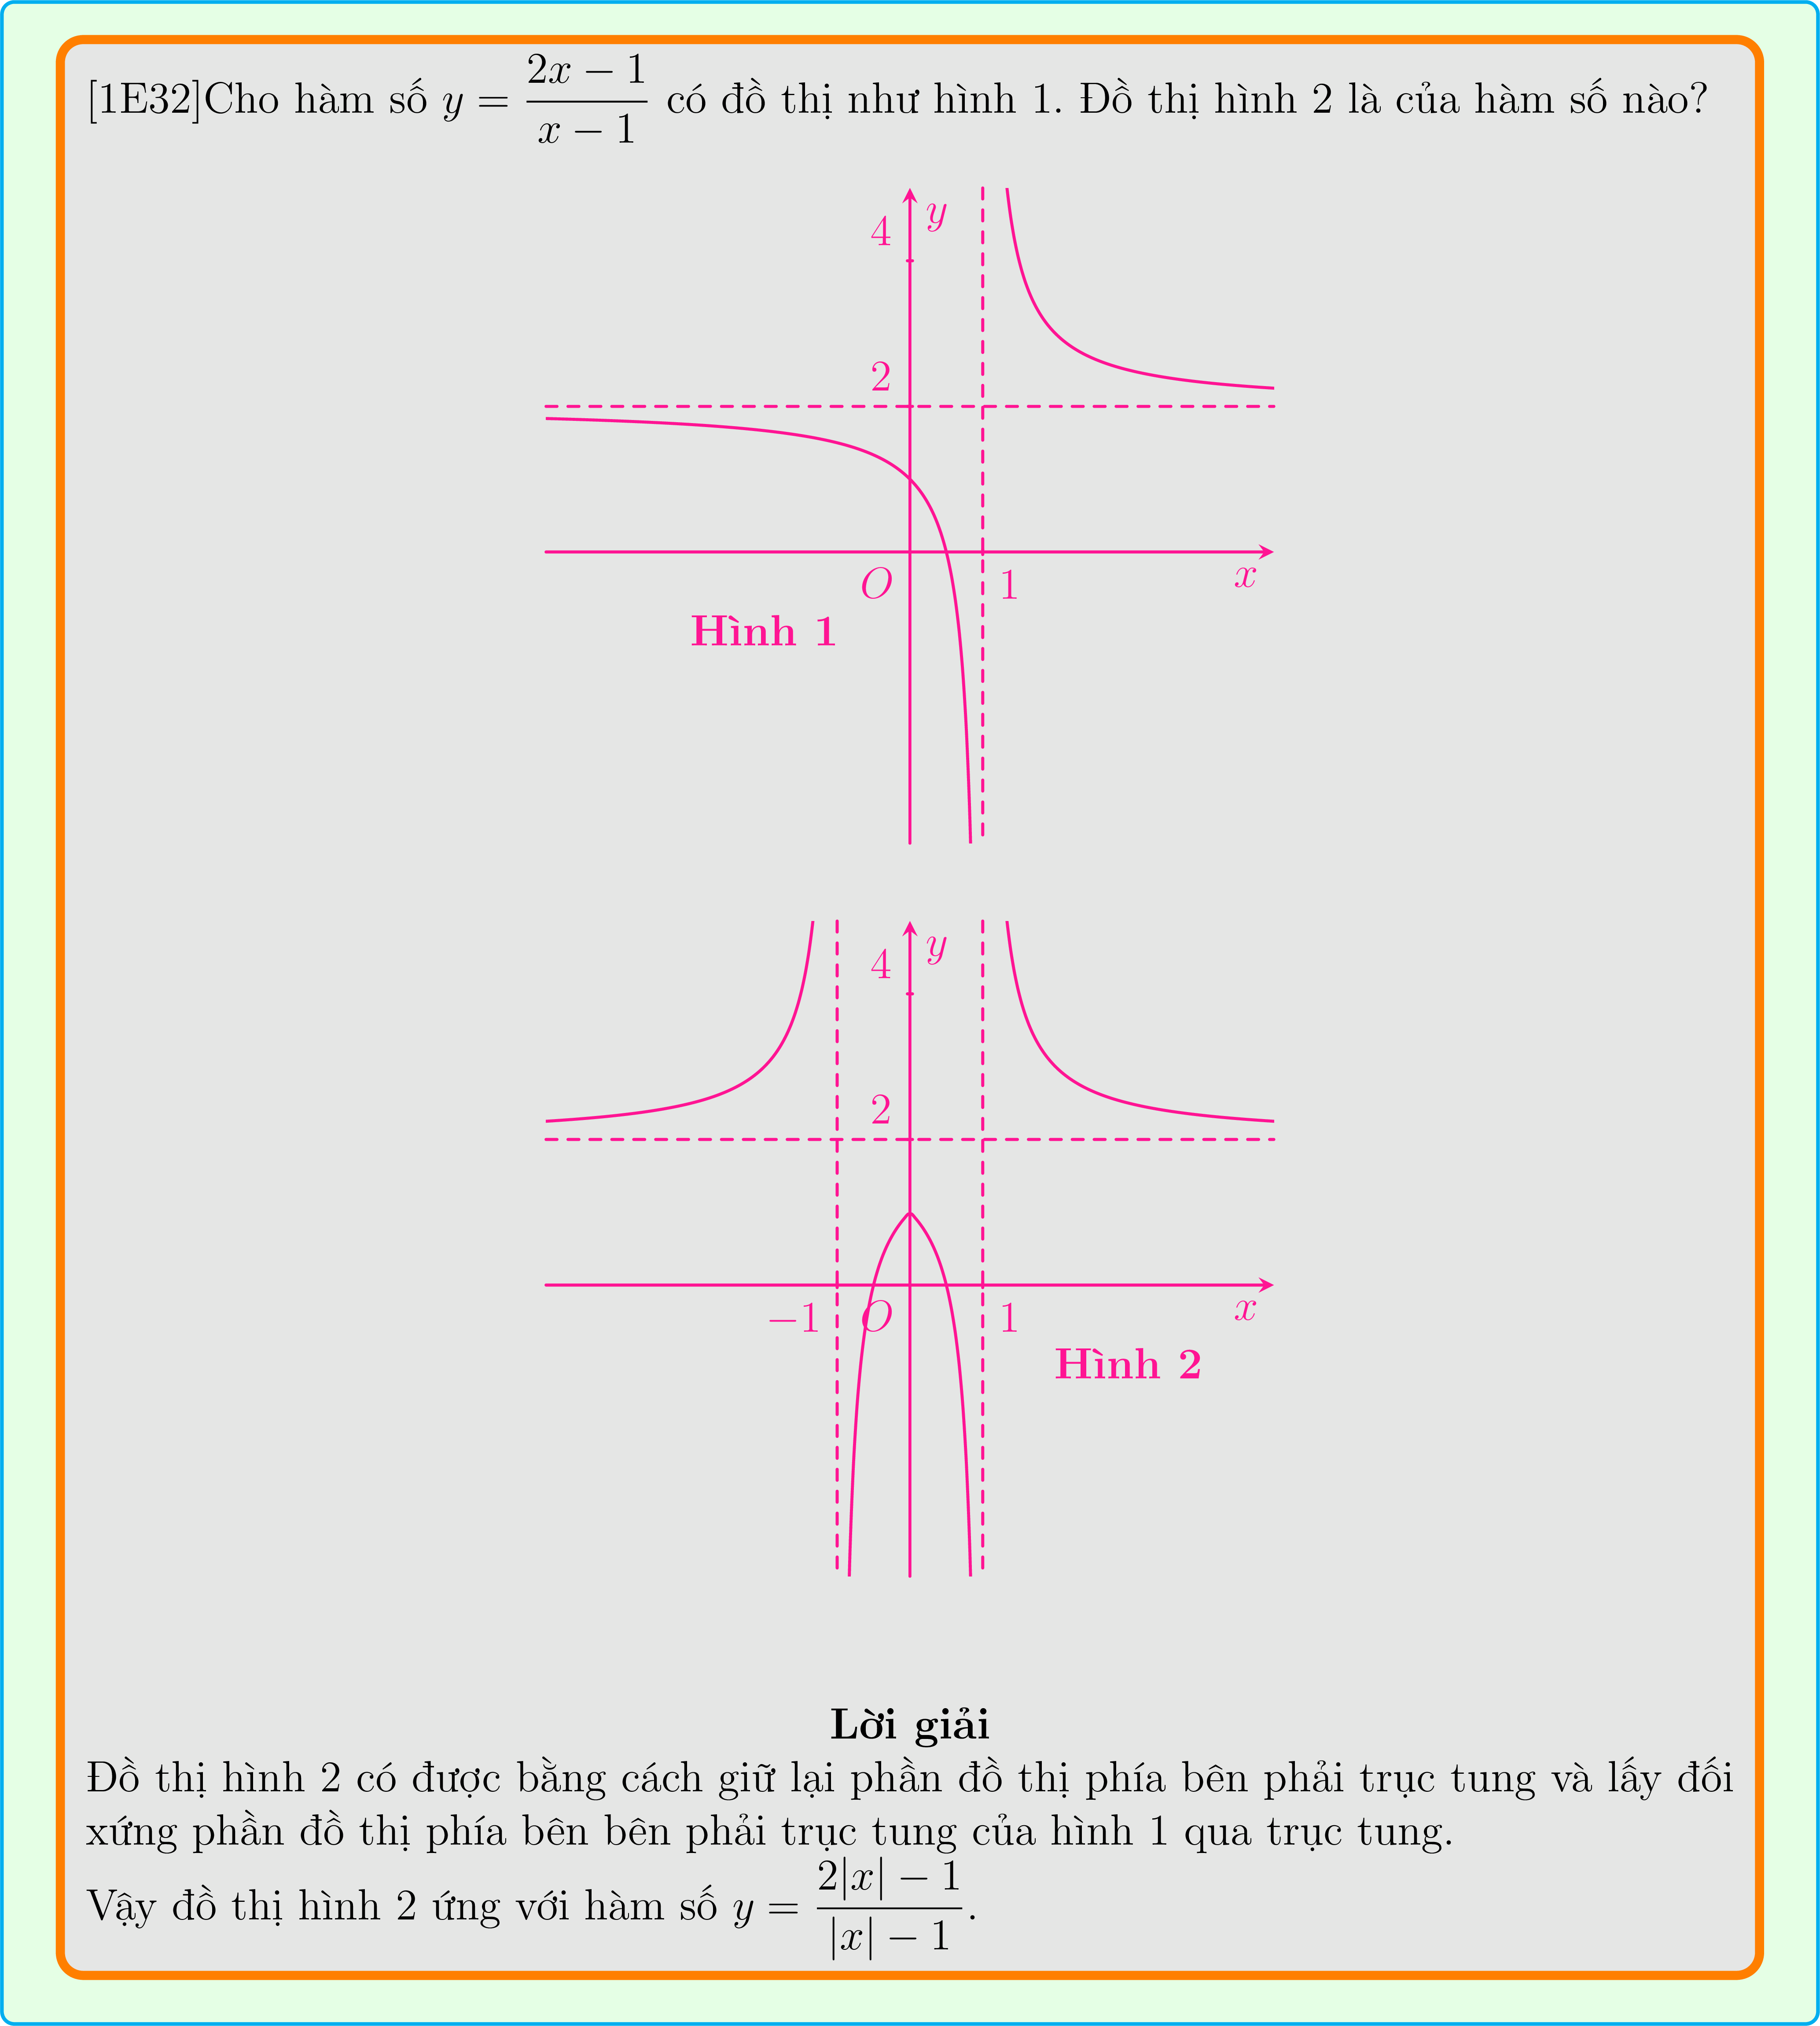 [1E32]Cho hàm số $y = \dfrac{2x - 1}{x - 1}$ có đồ thị như hình 1. Đồ thị hình 2 là của hàm số nào?
y
4
2
O
1
x
Hình 1
y
4
2
−1
O
1
x
Hình 2
Lời giải
Đồ thị hình 2 có được bằng cách giữ lại phần đồ thị phía bên phải trục tung và lấy đối
xứng phần đồ thị phía bên bên phải trục tung của hình 1 qua trục tung.
Vậy đồ thị hình 2 ứng với hàm số $y = \dfrac{2|x| - 1}{|x| - 1}$.